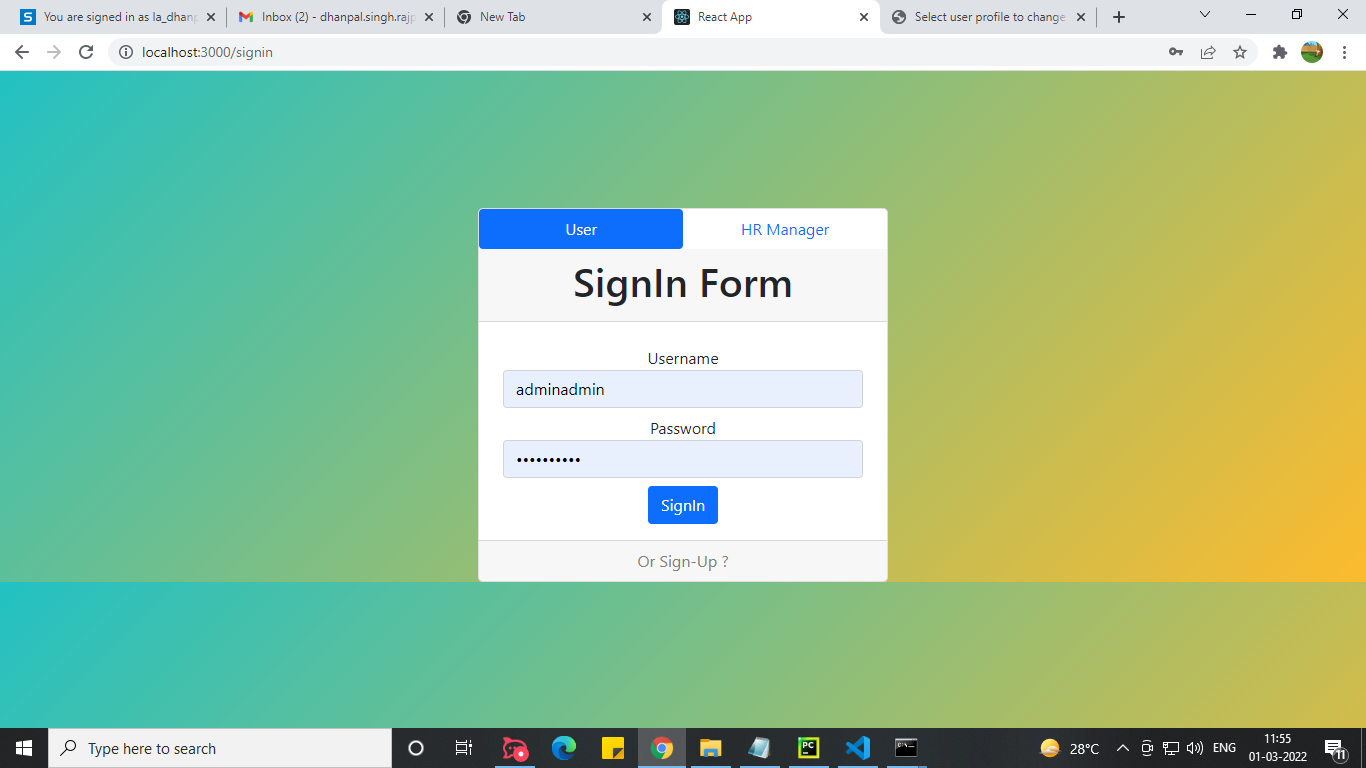 You are signed in as la_dhanp
Inbox (2) - dhanpal.singh.rajp
New Tab
React App
Select user profile to change
localhost:3000/signin
User
HR Manager
SignIn Form
Username
adminadmin
Password
••••••••••
SignIn
Or Sign-Up ?
Type here to search
28°C
ENG
11:55
01-03-2022
11